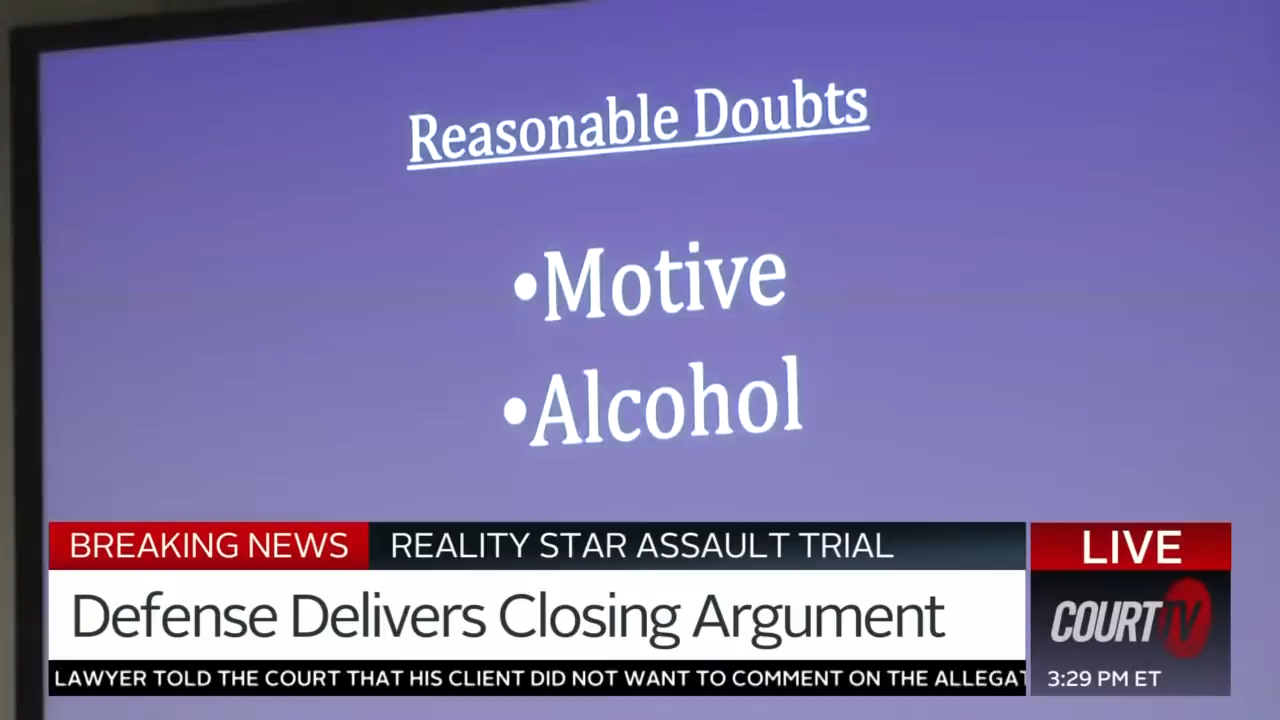 Reasonable Doubts
•Motive
•Alcohol
BREAKING NEWS
REALITY STAR ASSAULT TRIAL
LIVE
Defense Delivers Closing Argument
COURT TV
LAWYER TOLD THE COURT THAT HIS CLIENT DID NOT WANT TO COMMENT ON THE ALLEGAT
3:29 PM ET